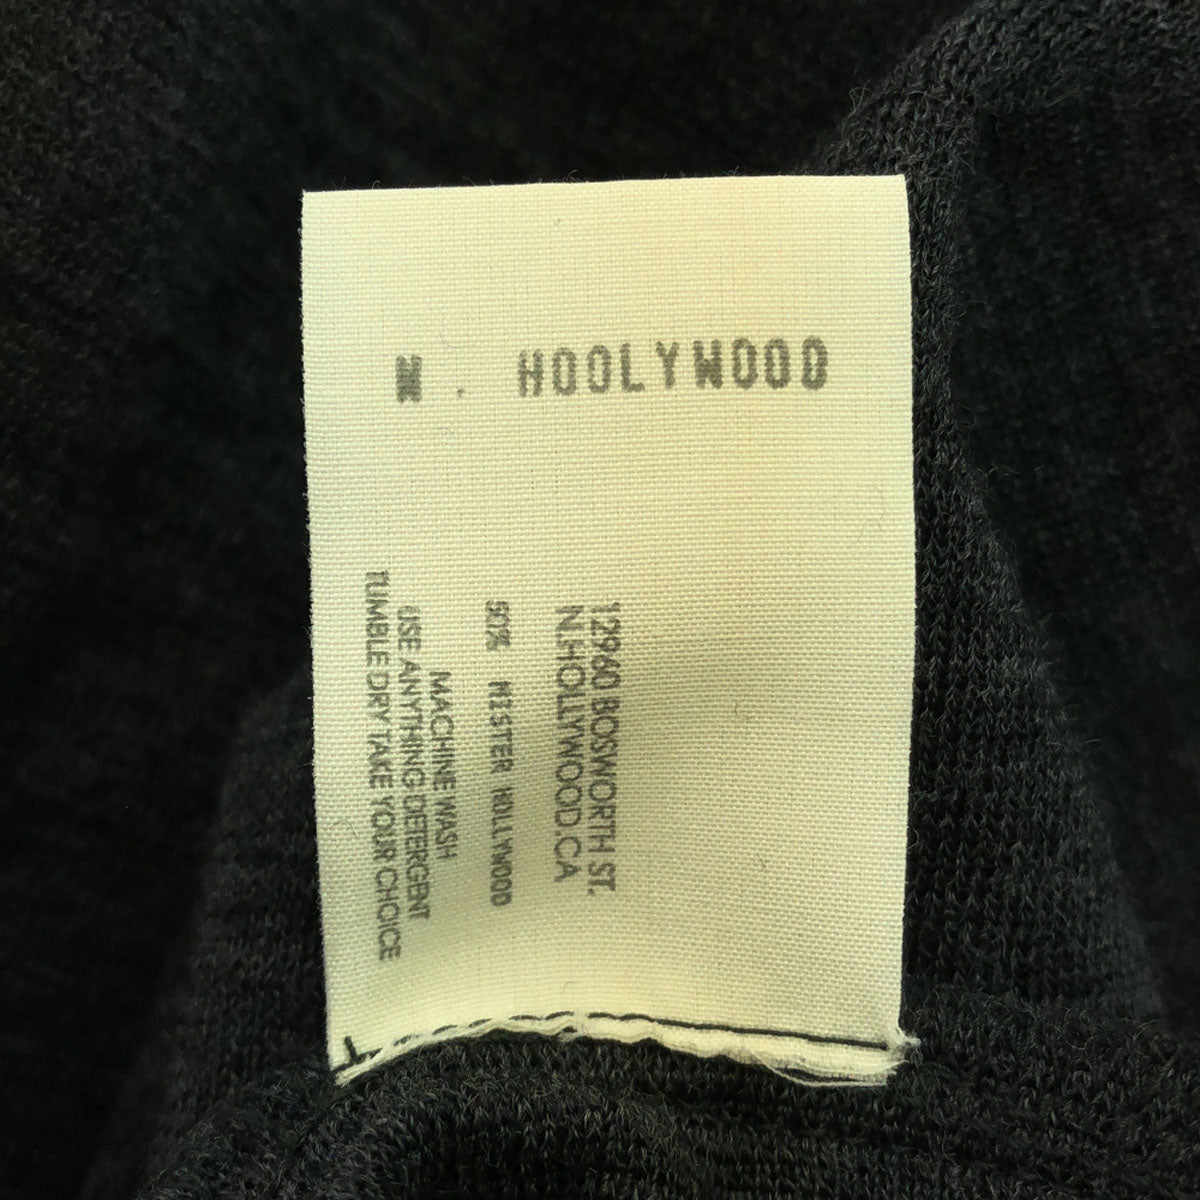 N. HOOLYWOOD
12960 BOSWORTH ST.
N.HOLLYWOOD.CA
50% MISTER HOLLYWOOD
MACHINE WASH
USE ANYTHING DETERGENT
TUMBLE DRY TAKE YOUR CHOICE